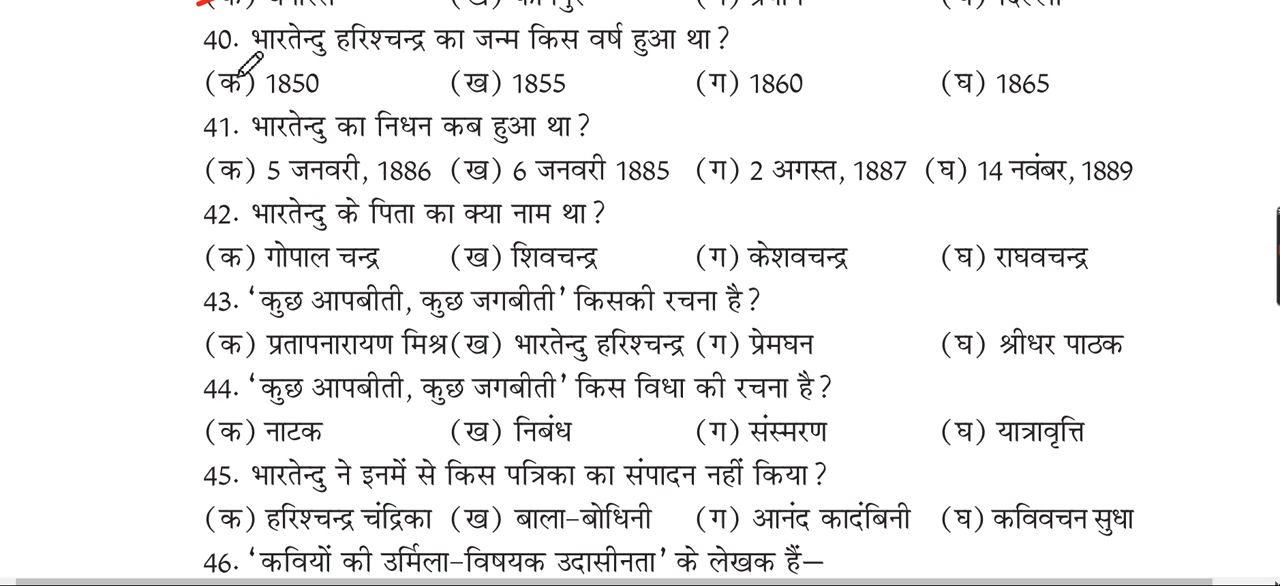 40. भारतेन्दु हरिश्चन्द्र का जन्म किस वर्ष हुआ था?
(क) 1850 (ख) 1855 (ग) 1860 (घ) 1865
41. भारतेन्दु का निधन कब हुआ था?
(क) 5 जनवरी, 1886 (ख) 6 जनवरी 1885 (ग) 2 अगस्त, 1887 (घ) 14 नवंबर, 1889
42. भारतेन्दु के पिता का क्या नाम था?
(क) गोपाल चन्द्र (ख) शिवचन्द्र (ग) केशवचन्द्र (घ) राघवचन्द्र
43. ‘कुछ आपबीती, कुछ जगबीती’ किसकी रचना है?
(क) प्रतापनारायण मिश्र (ख) भारतेन्दु हरिश्चन्द्र (ग) प्रेमघन (घ) श्रीधर पाठक
44. ‘कुछ आपबीती, कुछ जगबीती’ किस विधा की रचना है?
(क) नाटक (ख) निबंध (ग) संस्मरण (घ) यात्रावृत्ति
45. भारतेन्दु ने इनमें से किस पत्रिका का संपादन नहीं किया?
(क) हरिश्चन्द्र चंद्रिका (ख) बाला-बोधिनी (ग) आनंद कादंबिनी (घ) कविवचन सुधा
46. ‘कवियों की उर्मिला-विषयक उदासीनता’ के लेखक हैं—